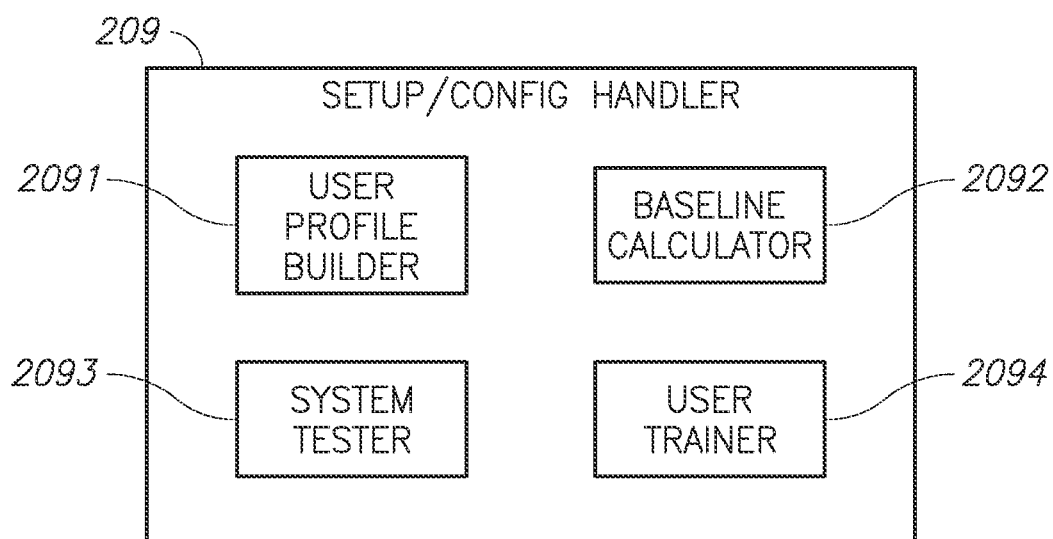 209
SETUP/CONFIG HANDLER
2091
USER
PROFILE
BUILDER
BASELINE
CALCULATOR
2092
2093
SYSTEM
TESTER
USER
TRAINER
2094